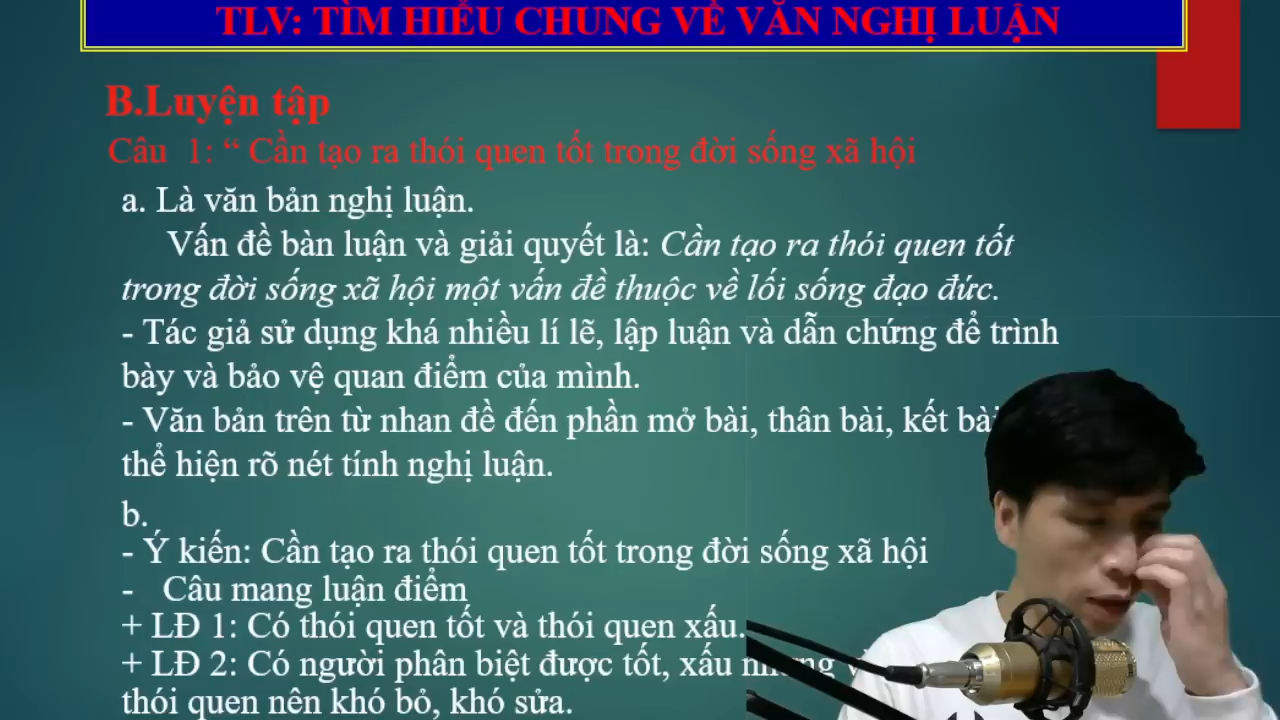 TLV: TÌM HIỂU CHUNG VỀ VĂN NGHỊ LUẬN
B.Luyện tập
Câu 1: “ Cần tạo ra thói quen tốt trong đời sống xã hội
a. Là văn bản nghị luận.
Vấn đề bàn luận và giải quyết là: Cần tạo ra thói quen tốt
trong đời sống xã hội một vấn đề thuộc về lối sống đạo đức.
- Tác giả sử dụng khá nhiều lí lẽ, lập luận và dẫn chứng để trình
bày và bảo vệ quan điểm của mình.
- Văn bản trên từ nhan đề đến phần mở bài, thân bài, kết bài
thể hiện rõ nét tính nghị luận.
b.
- Ý kiến: Cần tạo ra thói quen tốt trong đời sống xã hội
- Câu mang luận điểm
+ LĐ 1: Có thói quen tốt và thói quen xấu.
+ LĐ 2: Có người phân biệt được tốt, xấu nhưng
thói quen nên khó bỏ, khó sửa.